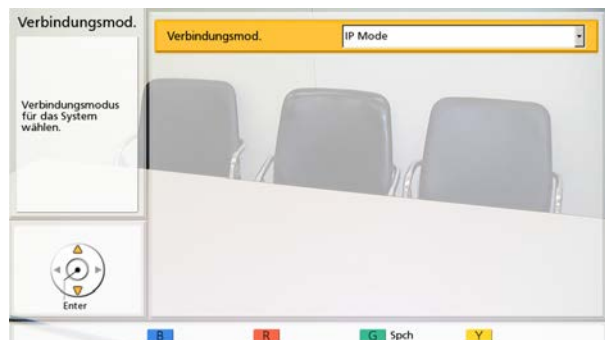 Verbindungsmod.
Verbindungsmod. IP Mode
Verbindungsmodus
für das System
wählen.
Enter
B R G Spch Y